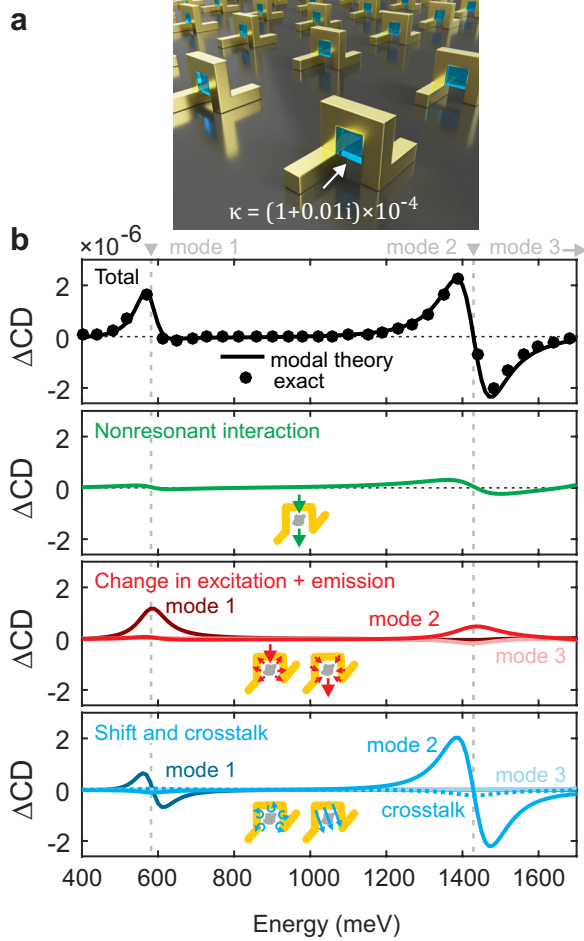 a
κ = (1+0.01i)×10⁻⁴
b
×10⁻⁶
mode 1
mode 2
mode 3
Total
2
0
-2
ΔCD
modal theory
exact
Nonresonant interaction
2
0
-2
ΔCD
Change in excitation + emission
mode 1
mode 2
mode 3
2
0
-2
ΔCD
Shift and crosstalk
mode 2
mode 1
mode 3
crosstalk
2
0
-2
ΔCD
400 600 800 1000 1200 1400 1600
Energy (meV)